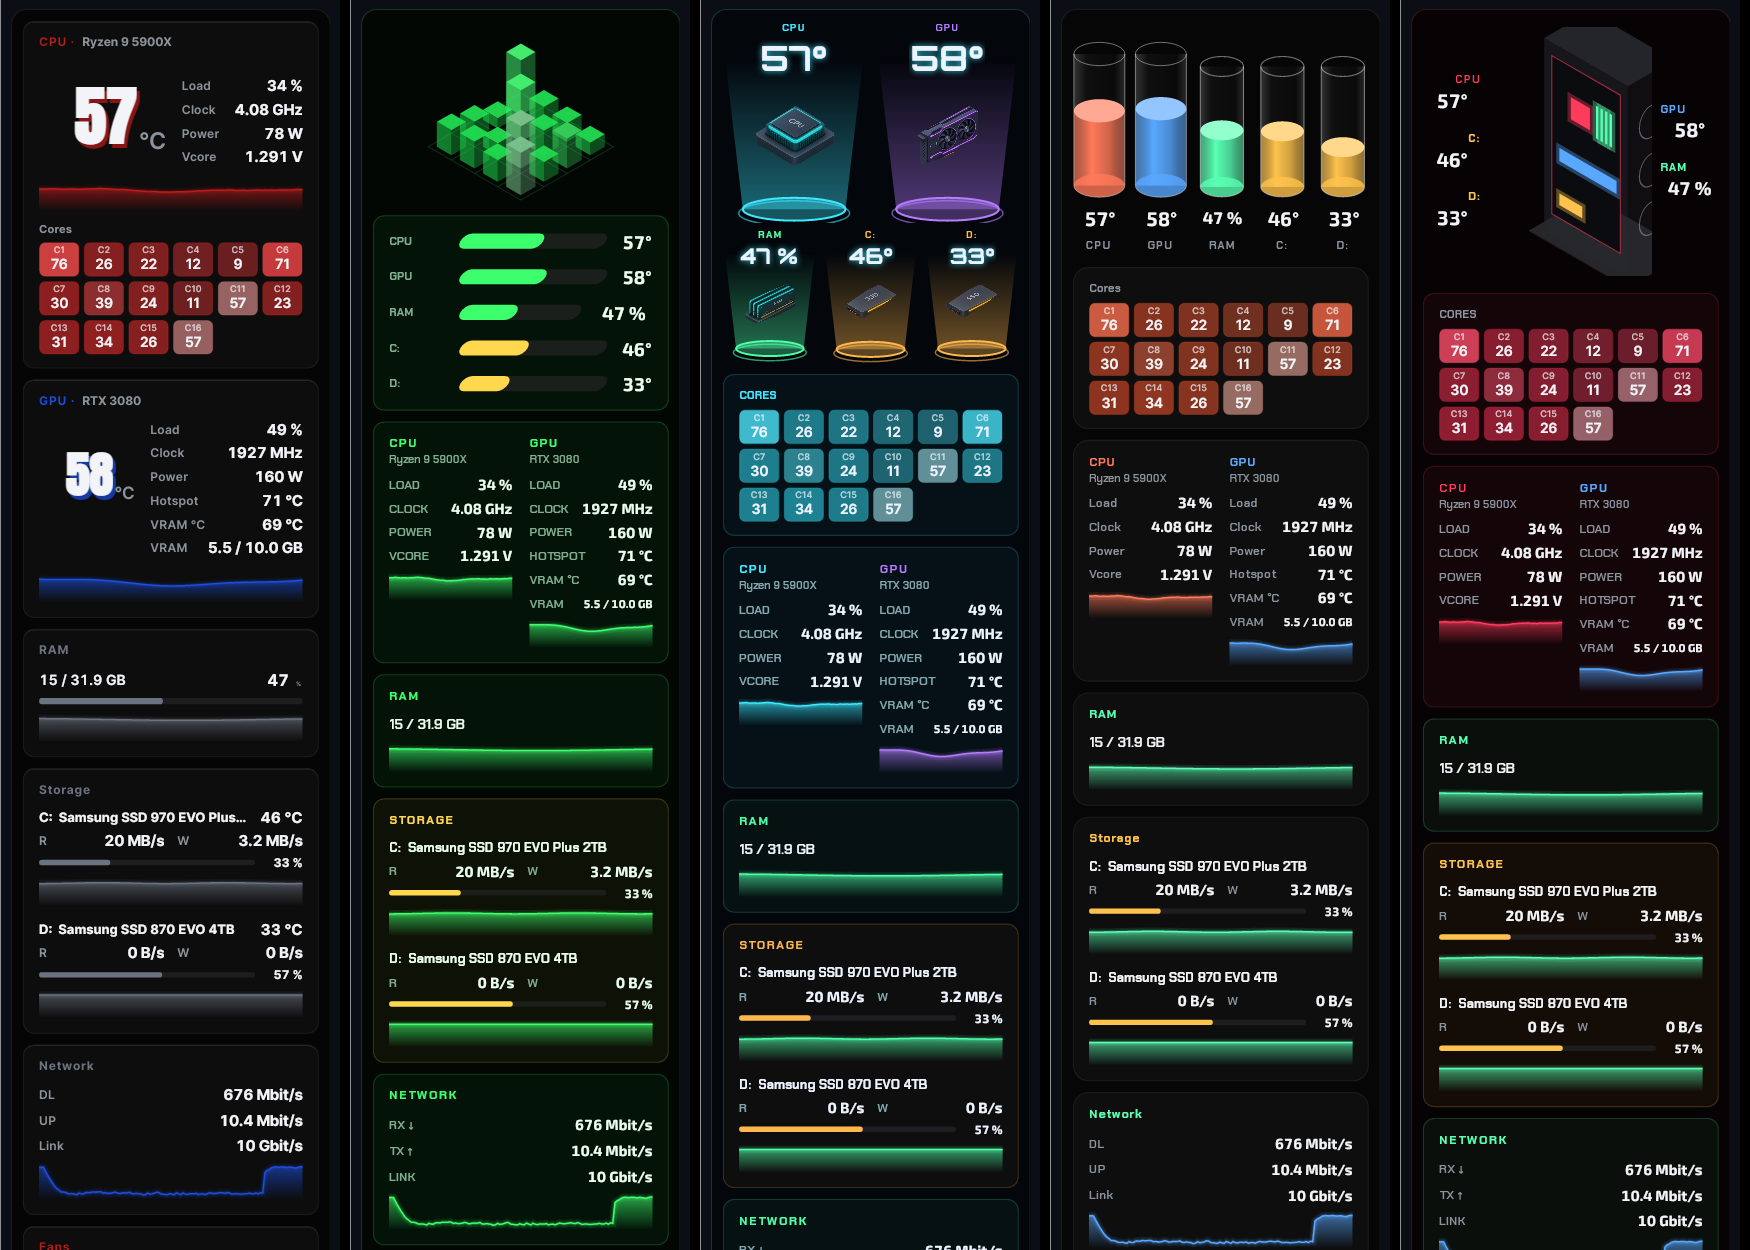 CPU · Ryzen 9 5900X
57 °C
Load 34 %
Clock 4.08 GHz
Power 78 W
Vcore 1.291 V
Cores
C1 C2 C3 C4 C5 C6
76 26 22 12 9 71
C7 C8 C9 C10 C11 C12
30 39 24 11 57 23
C13 C14 C15 C16
31 34 26 57
GPU · RTX 3080
58 °C
Load 49 %
Clock 1927 MHz
Power 160 W
Hotspot 71 °C
VRAM °C 69 °C
VRAM 5.5 / 10.0 GB
RAM
15 / 31.9 GB 47 %
Storage
C: Samsung SSD 970 EVO Plus... 46 °C
R 20 MB/s W 3.2 MB/s
33 %
D: Samsung SSD 870 EVO 4TB 33 °C
R 0 B/s W 0 B/s
57 %
Network
DL 676 Mbit/s
UP 10.4 Mbit/s
Link 10 Gbit/s
Fans
CPU 57°
GPU 58°
RAM 47 %
C: 46°
D: 33°
CPU GPU
Ryzen 9 5900X RTX 3080
LOAD 34 % LOAD 49 %
CLOCK 4.08 GHz CLOCK 1927 MHz
POWER 78 W POWER 160 W
VCORE 1.291 V HOTSPOT 71 °C
VRAM °C 69 °C
VRAM 5.5 / 10.0 GB
RAM
15 / 31.9 GB
STORAGE
C: Samsung SSD 970 EVO Plus 2TB
R 20 MB/s W 3.2 MB/s
33 %
D: Samsung SSD 870 EVO 4TB
R 0 B/s W 0 B/s
57 %
NETWORK
RX ↓ 676 Mbit/s
TX ↑ 10.4 Mbit/s
LINK 10 Gbit/s
CPU GPU
57° 58°
CPU
RAM C: D:
47 % 46° 33°
SSD SSD
CORES
C1 C2 C3 C4 C5 C6
76 26 22 12 9 71
C7 C8 C9 C10 C11 C12
30 39 24 11 57 23
C13 C14 C15 C16
31 34 26 57
CPU GPU
Ryzen 9 5900X RTX 3080
LOAD 34 % LOAD 49 %
CLOCK 4.08 GHz CLOCK 1927 MHz
POWER 78 W POWER 160 W
VCORE 1.291 V HOTSPOT 71 °C
VRAM °C 69 °C
VRAM 5.5 / 10.0 GB
RAM
15 / 31.9 GB
STORAGE
C: Samsung SSD 970 EVO Plus 2TB
R 20 MB/s W 3.2 MB/s
33 %
D: Samsung SSD 870 EVO 4TB
R 0 B/s W 0 B/s
57 %
NETWORK
RX ↓ 676 Mbit/s
57° 58° 47 % 46° 33°
CPU GPU RAM C: D:
Cores
C1 C2 C3 C4 C5 C6
76 26 22 12 9 71
C7 C8 C9 C10 C11 C12
30 39 24 11 57 23
C13 C14 C15 C16
31 34 26 57
CPU GPU
Ryzen 9 5900X RTX 3080
Load 34 % Load 49 %
Clock 4.08 GHz Clock 1927 MHz
Power 78 W Power 160 W
Vcore 1.291 V Hotspot 71 °C
VRAM °C 69 °C
VRAM 5.5 / 10.0 GB
RAM
15 / 31.9 GB
Storage
C: Samsung SSD 970 EVO Plus 2TB
R 20 MB/s W 3.2 MB/s
33 %
D: Samsung SSD 870 EVO 4TB
R 0 B/s W 0 B/s
57 %
Network
DL 676 Mbit/s
UP 10.4 Mbit/s
Link 10 Gbit/s
CPU
57°
GPU
58°
C:
46°
RAM
47 %
D:
33°
CORES
C1 C2 C3 C4 C5 C6
76 26 22 12 9 71
C7 C8 C9 C10 C11 C12
30 39 24 11 57 23
C13 C14 C15 C16
31 34 26 57
CPU GPU
Ryzen 9 5900X RTX 3080
LOAD 34 % LOAD 49 %
CLOCK 4.08 GHz CLOCK 1927 MHz
POWER 78 W POWER 160 W
VCORE 1.291 V HOTSPOT 71 °C
VRAM °C 69 °C
VRAM 5.5 / 10.0 GB
RAM
15 / 31.9 GB
STORAGE
C: Samsung SSD 970 EVO Plus 2TB
R 20 MB/s W 3.2 MB/s
33 %
D: Samsung SSD 870 EVO 4TB
R 0 B/s W 0 B/s
57 %
NETWORK
RX ↓ 676 Mbit/s
TX ↑ 10.4 Mbit/s
LINK 10 Gbit/s